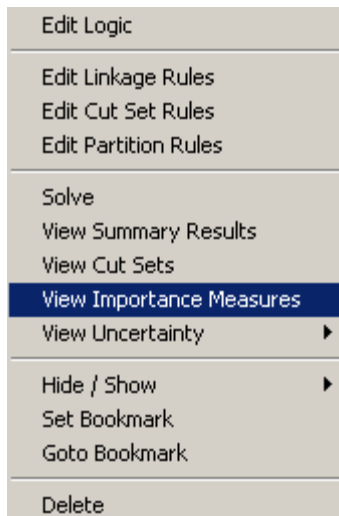 Edit Logic
Edit Linkage Rules
Edit Cut Set Rules
Edit Partition Rules
Solve
View Summary Results
View Cut Sets
View Importance Measures
View Uncertainty
Hide / Show
Set Bookmark
Goto Bookmark
Delete